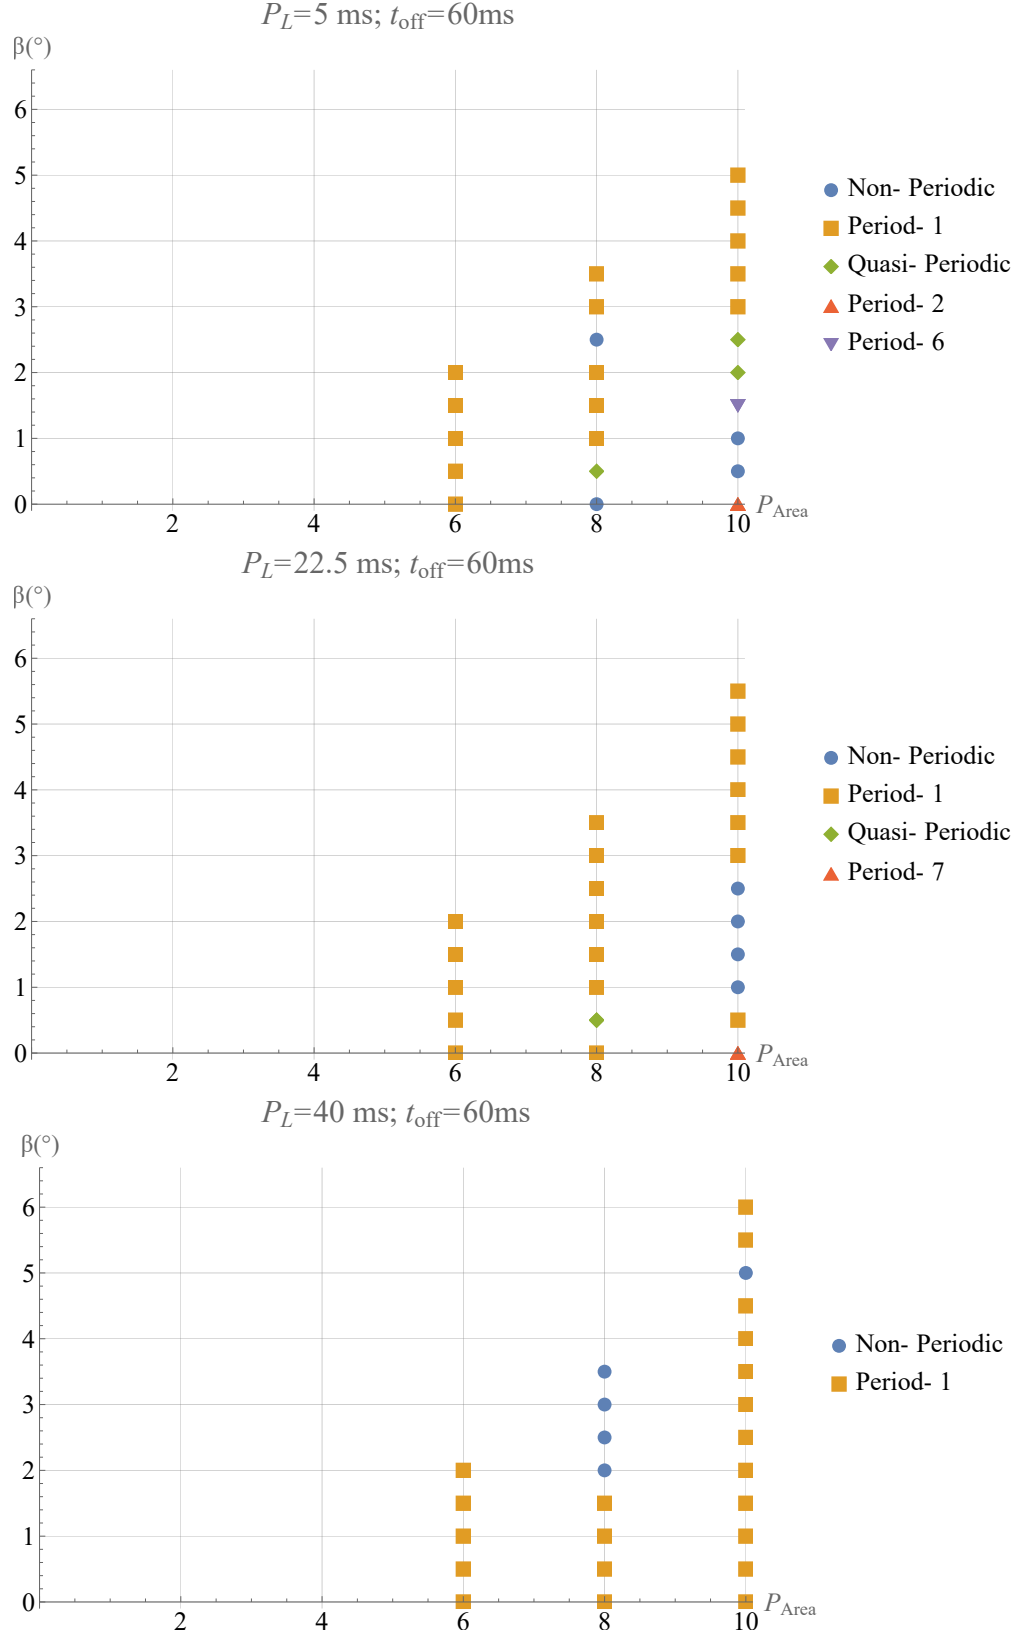 P_L=5 ms; t_off=60ms
β(°)
6
5
4
3
2
1
0
2
4
6
8
10
P_Area
Non- Periodic
Period- 1
Quasi- Periodic
Period- 2
Period- 6
P_L=22.5 ms; t_off=60ms
β(°)
6
5
4
3
2
1
0
2
4
6
8
10
P_Area
Non- Periodic
Period- 1
Quasi- Periodic
Period- 7
P_L=40 ms; t_off=60ms
β(°)
6
5
4
3
2
1
0
2
4
6
8
10
P_Area
Non- Periodic
Period- 1